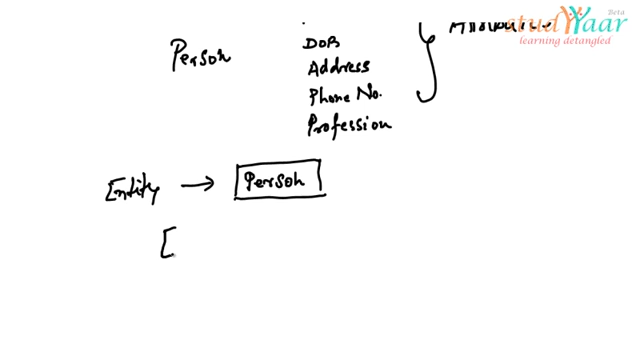 Beta
studYaar
learning detangled
Person
DOB
Address
Phone No.
Profession
Entity → Person
[